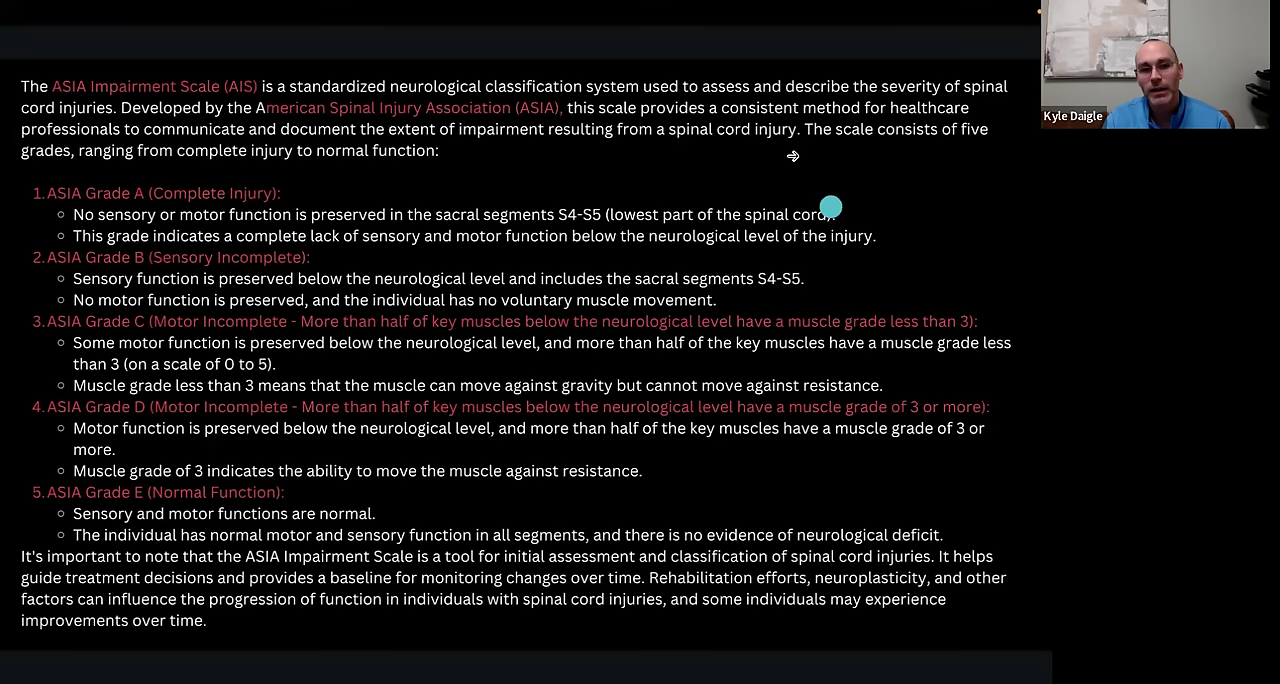 The ASIA Impairment Scale (AIS) is a standardized neurological classification system used to assess and describe the severity of spinal
cord injuries. Developed by the American Spinal Injury Association (ASIA), this scale provides a consistent method for healthcare
professionals to communicate and document the extent of impairment resulting from a spinal cord injury. The scale consists of five
grades, ranging from complete injury to normal function:
1. ASIA Grade A (Complete Injury):
○ No sensory or motor function is preserved in the sacral segments S4-S5 (lowest part of the spinal cord).
○ This grade indicates a complete lack of sensory and motor function below the neurological level of the injury.
2. ASIA Grade B (Sensory Incomplete):
○ Sensory function is preserved below the neurological level and includes the sacral segments S4-S5.
○ No motor function is preserved, and the individual has no voluntary muscle movement.
3. ASIA Grade C (Motor Incomplete - More than half of key muscles below the neurological level have a muscle grade less than 3):
○ Some motor function is preserved below the neurological level, and more than half of the key muscles have a muscle grade less
than 3 (on a scale of 0 to 5).
○ Muscle grade less than 3 means that the muscle can move against gravity but cannot move against resistance.
4. ASIA Grade D (Motor Incomplete - More than half of key muscles below the neurological level have a muscle grade of 3 or more):
○ Motor function is preserved below the neurological level, and more than half of the key muscles have a muscle grade of 3 or
more.
○ Muscle grade of 3 indicates the ability to move the muscle against resistance.
5. ASIA Grade E (Normal Function):
○ Sensory and motor functions are normal.
○ The individual has normal motor and sensory function in all segments, and there is no evidence of neurological deficit.
It's important to note that the ASIA Impairment Scale is a tool for initial assessment and classification of spinal cord injuries. It helps
guide treatment decisions and provides a baseline for monitoring changes over time. Rehabilitation efforts, neuroplasticity, and other
factors can influence the progression of function in individuals with spinal cord injuries, and some individuals may experience
improvements over time.
Kyle Daigle